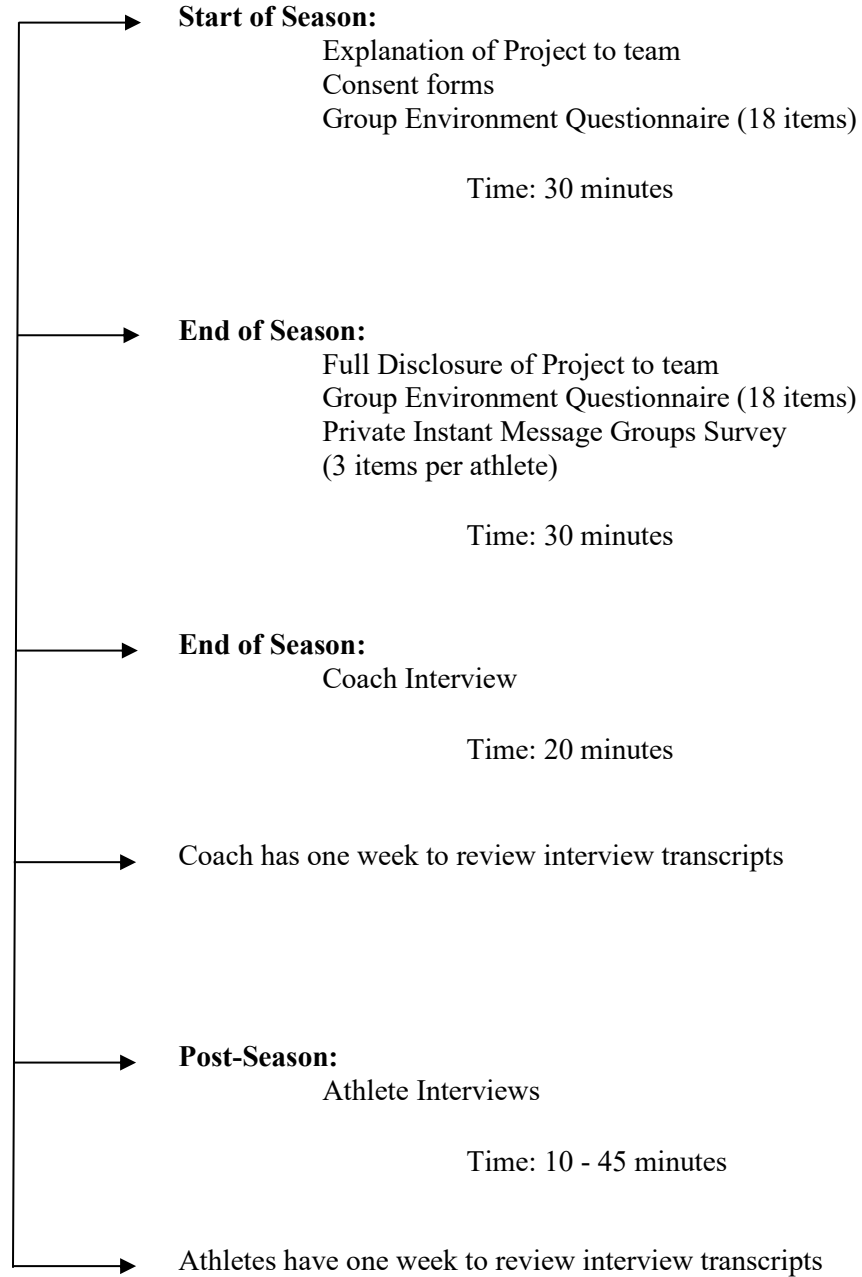 Start of Season:
Explanation of Project to team
Consent forms
Group Environment Questionnaire (18 items)
Time: 30 minutes
End of Season:
Full Disclosure of Project to team
Group Environment Questionnaire (18 items)
Private Instant Message Groups Survey
(3 items per athlete)
Time: 30 minutes
End of Season:
Coach Interview
Time: 20 minutes
Coach has one week to review interview transcripts
Post-Season:
Athlete Interviews
Time: 10 - 45 minutes
Athletes have one week to review interview transcripts